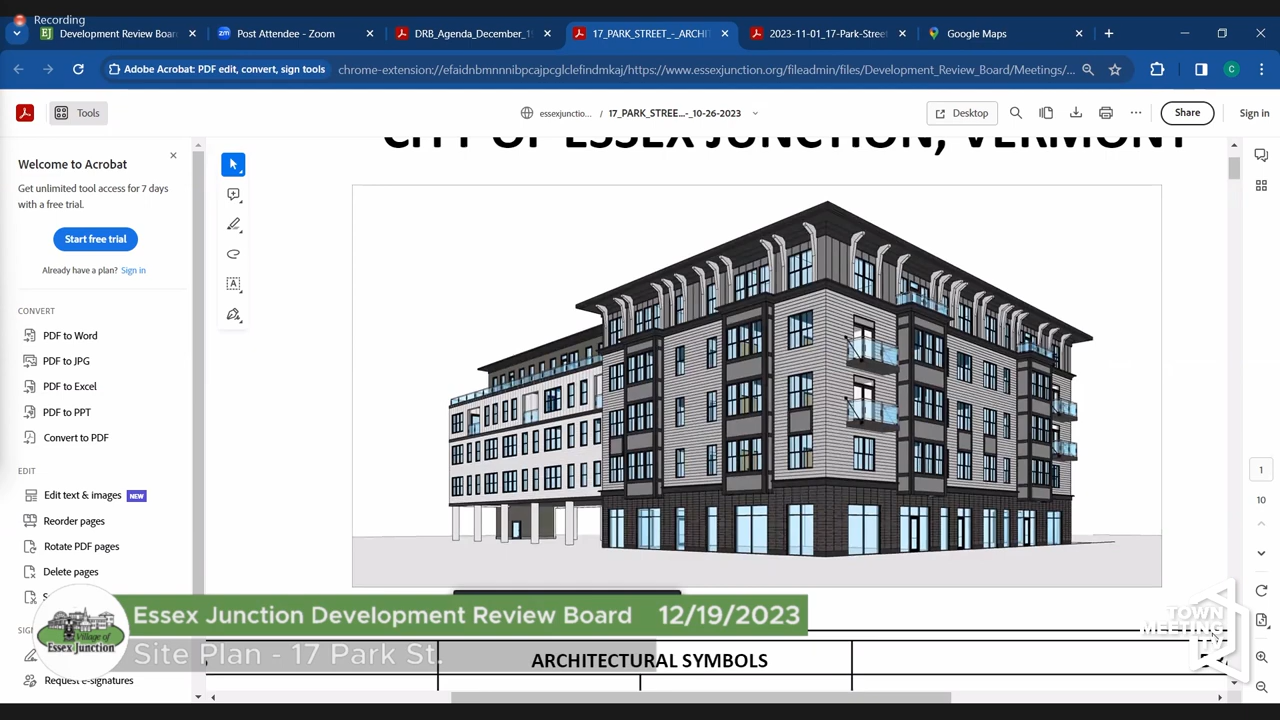 Recording
Development Review Board
Post Attendee - Zoom
DRB_Agenda_December_1
17_PARK_STREET_-_ARCHI
2023-11-01_17-Park-Street
Google Maps
Adobe Acrobat: PDF edit, convert, sign tools
chrome-extension://efaidnbmnnnibpcajpcglclefindmkaj/https://www.essexjunction.org/fileadmin/files/Development_Review_Board/Meetings/...
C
Tools
essexjunctio... / 17_PARK_STREE...-_10-26-2023
Desktop
Share
Sign in
CITY OF ESSEX JUNCTION, VERMONT
Welcome to Acrobat
Get unlimited tool access for 7 days
with a free trial.
Start free trial
Already have a plan? Sign in
CONVERT
PDF to Word
PDF to JPG
PDF to Excel
PDF to PPT
Convert to PDF
EDIT
Edit text & images NEW
Reorder pages
Rotate PDF pages
Delete pages
Request e-signatures
1
10
Essex Junction Development Review Board 12/19/2023
Site Plan - 17 Park St.
Village of
Essex Junction
ARCHITECTURAL SYMBOLS
TOWN
MEETING
TV